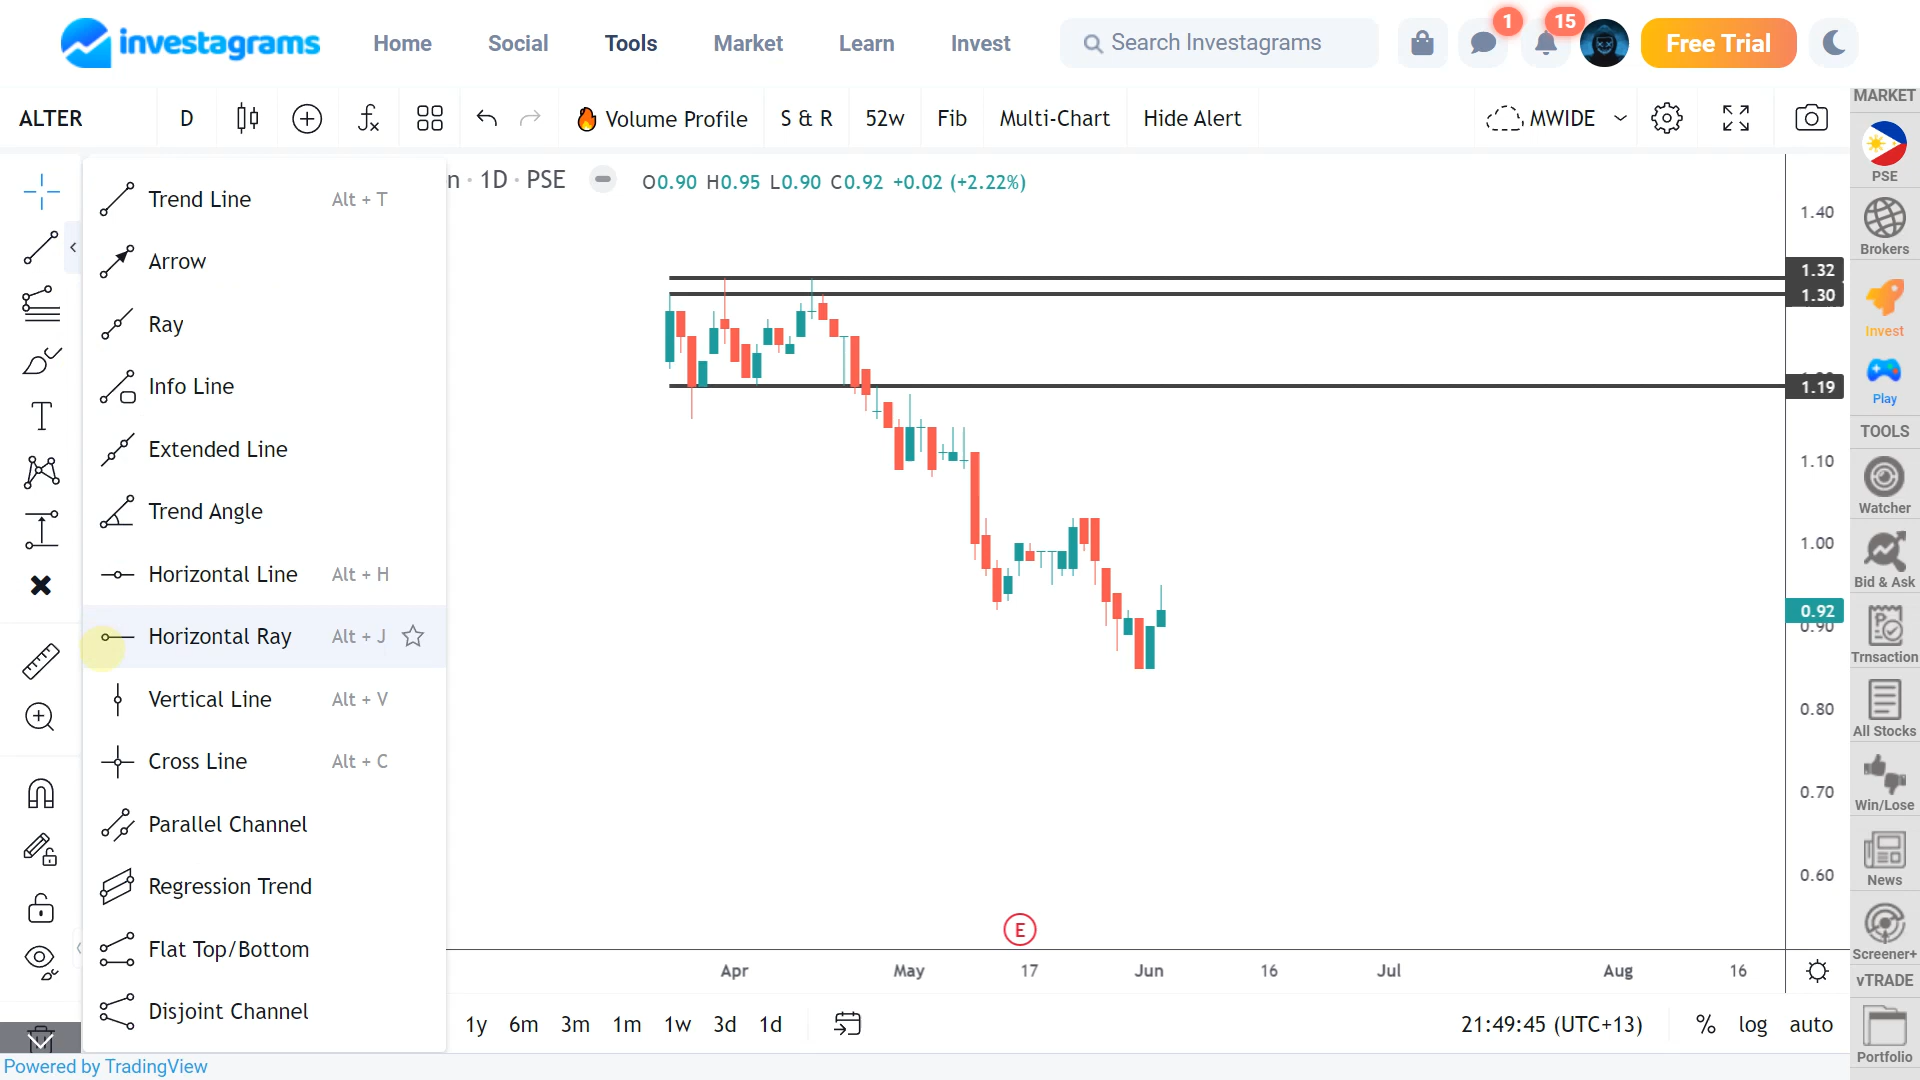 investagrams Home Social Tools Market Learn Invest Search Investagrams 1 15 Free Trial
ALTER D Volume Profile S & R 52w Fib Multi-Chart Hide Alert MWIDE
MARKET
PSE
Brokers
Invest
Play
TOOLS
Watcher
Bid & Ask
Trnsaction
All Stocks
Win/Lose
News
Screener+
vTRADE
Portfolio
Trend Line Alt + T
Arrow
Ray
Info Line
Extended Line
Trend Angle
Horizontal Line Alt + H
Horizontal Ray Alt + J
Vertical Line Alt + V
Cross Line Alt + C
Parallel Channel
Regression Trend
Flat Top/Bottom
Disjoint Channel
n · 1D · PSE O0.90 H0.95 L0.90 C0.92 +0.02 (+2.22%)
1.40
1.32
1.30
1.19
1.10
1.00
0.92
0.90
0.80
0.70
0.60
E
Apr May 17 Jun 16 Jul Aug 16
1y 6m 3m 1m 1w 3d 1d 21:49:45 (UTC+13) % log auto
Powered by TradingView